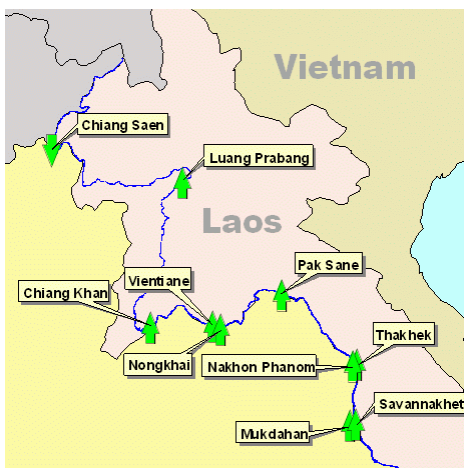 Vietnam
Chiang Saen
Luang Prabang
Laos
Pak Sane
Vientiane
Chiang Khan
Thakhek
Nongkhai
Nakhon Phanom
Savannakhet
Mukdahan